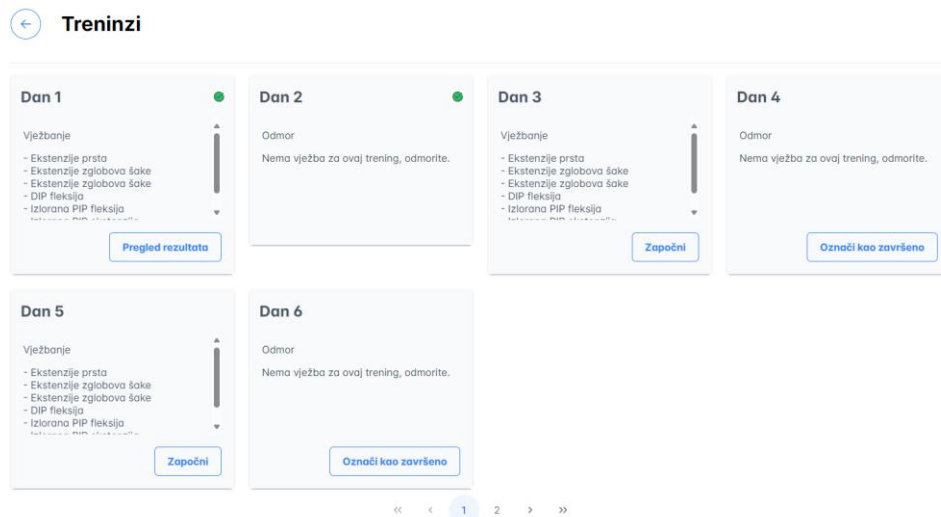 Treninzi
Dan 1
Vježbanje
- Ekstenzije prsta
- Ekstenzije zglobova šake
- Ekstenzije zglobova šake
- DIP fleksija
- Izlorana PIP fleksija
Pregled rezultata
Dan 2
Odmor
Nema vježba za ovaj trening, odmorite.
Dan 3
Vježbanje
- Ekstenzije prsta
- Ekstenzije zglobova šake
- Ekstenzije zglobova šake
- DIP fleksija
- Izlorana PIP fleksija
Započni
Dan 4
Odmor
Nema vježba za ovaj trening, odmorite.
Označi kao završeno
Dan 5
Vježbanje
- Ekstenzije prsta
- Ekstenzije zglobova šake
- Ekstenzije zglobova šake
- DIP fleksija
- Izlorana PIP fleksija
Započni
Dan 6
Odmor
Nema vježba za ovaj trening, odmorite.
Označi kao završeno
« ‹ 1 2 › »